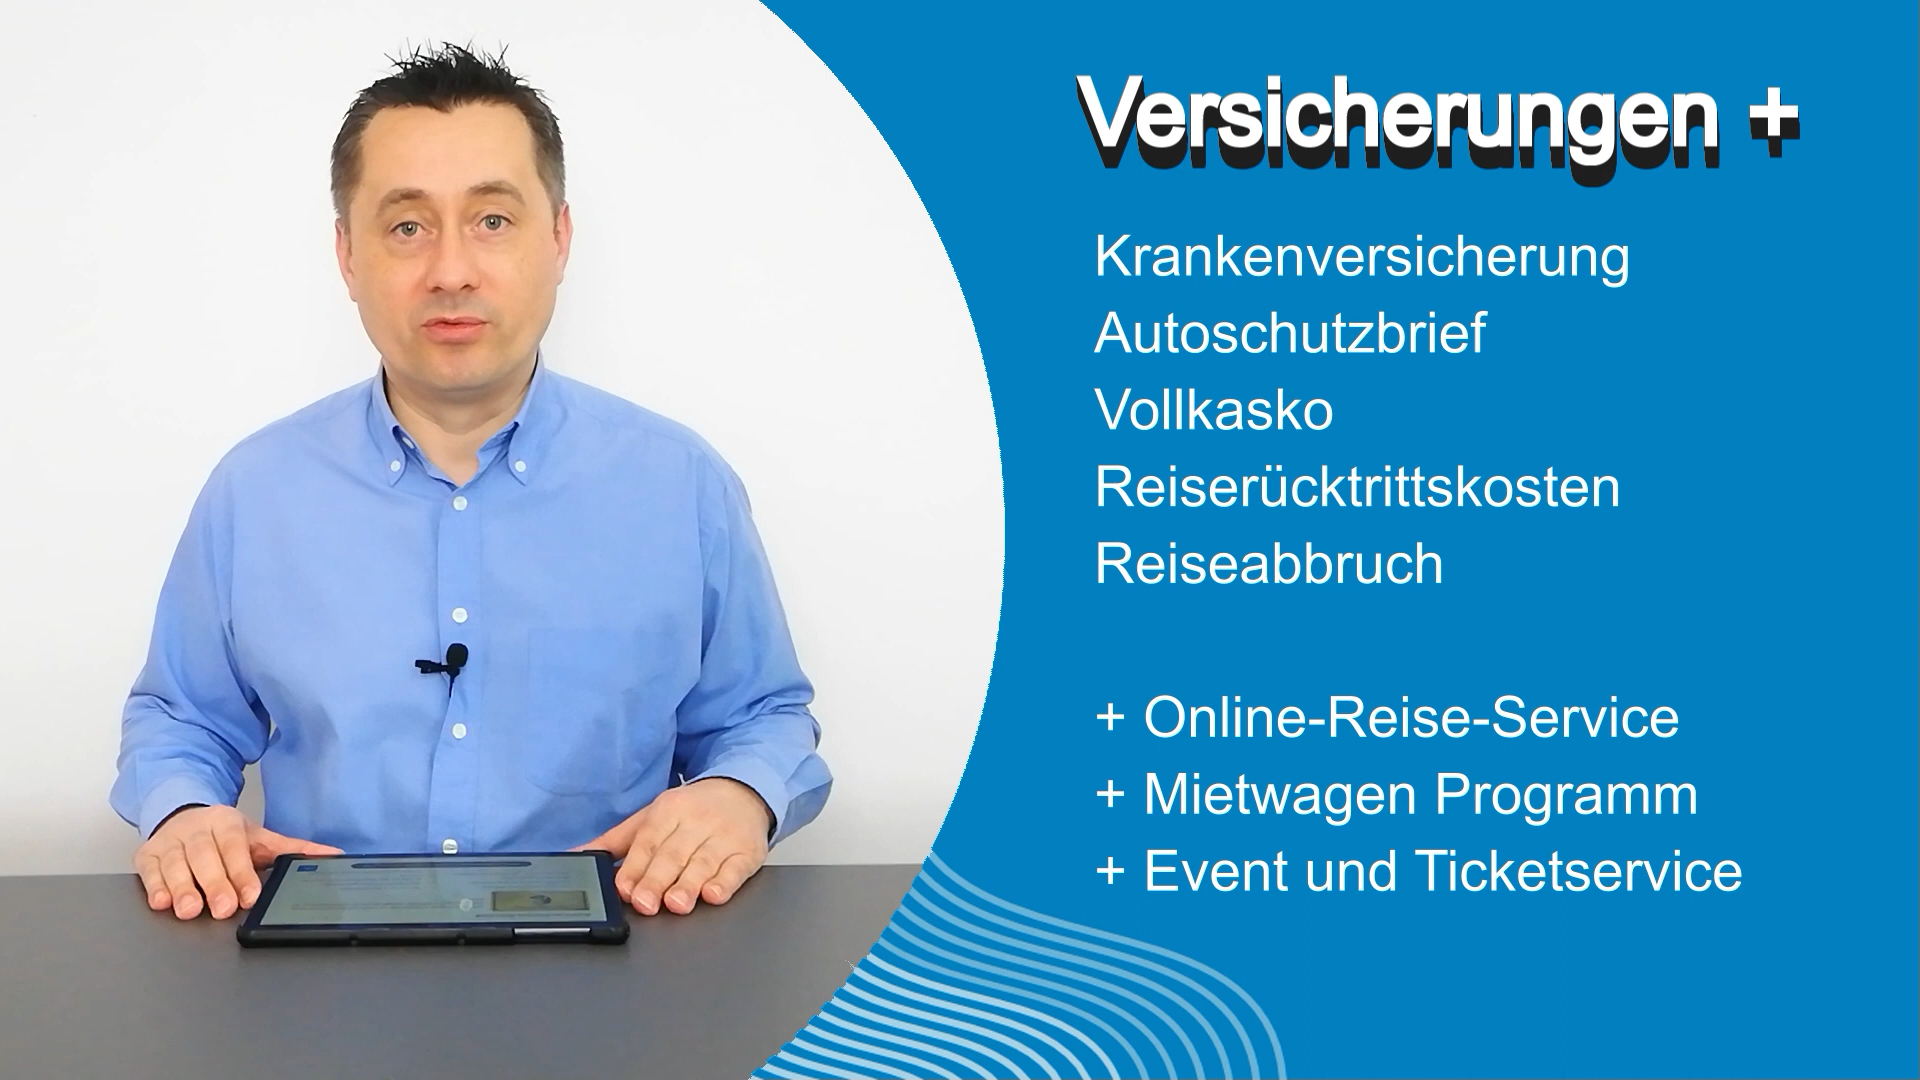 Versicherungen +
Krankenversicherung
Autoschutzbrief
Vollkasko
Reiserücktrittskosten
Reiseabbruch
+ Online-Reise-Service
+ Mietwagen Programm
+ Event und Ticketservice